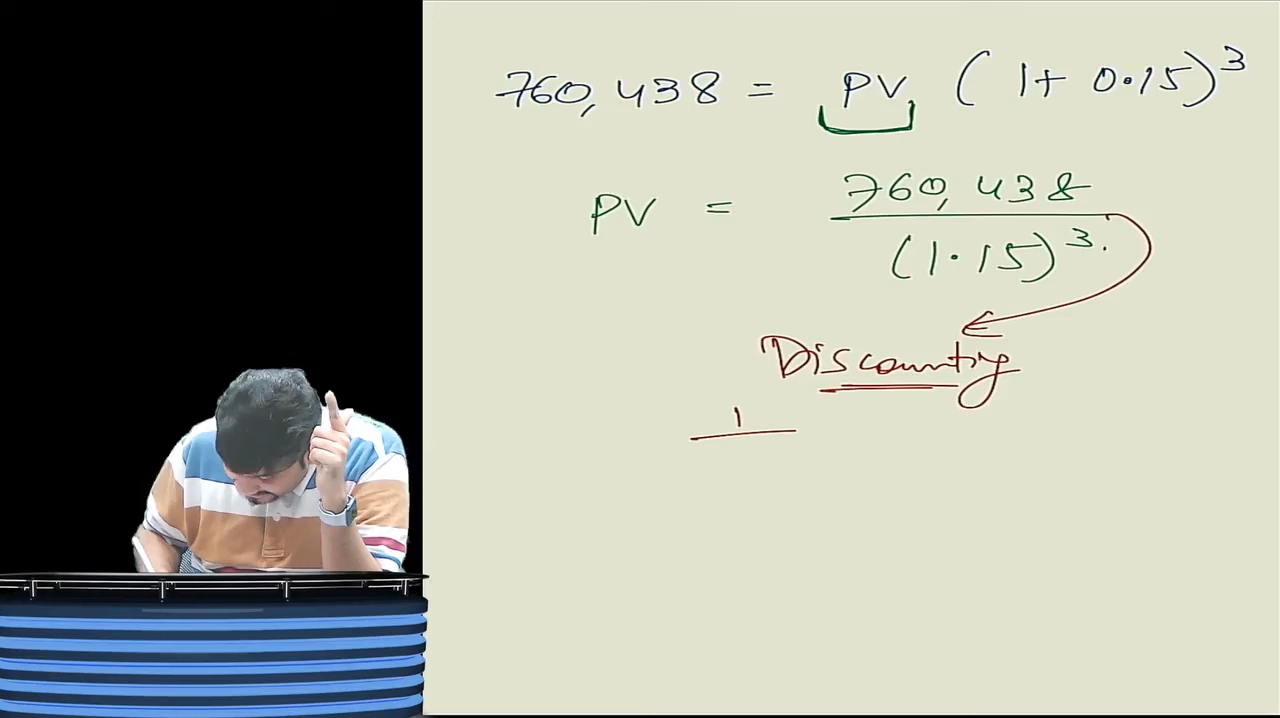 760,438 = PV (1 + 0.15)^3
PV = 760,438
(1.15)^3.
Discounting
1